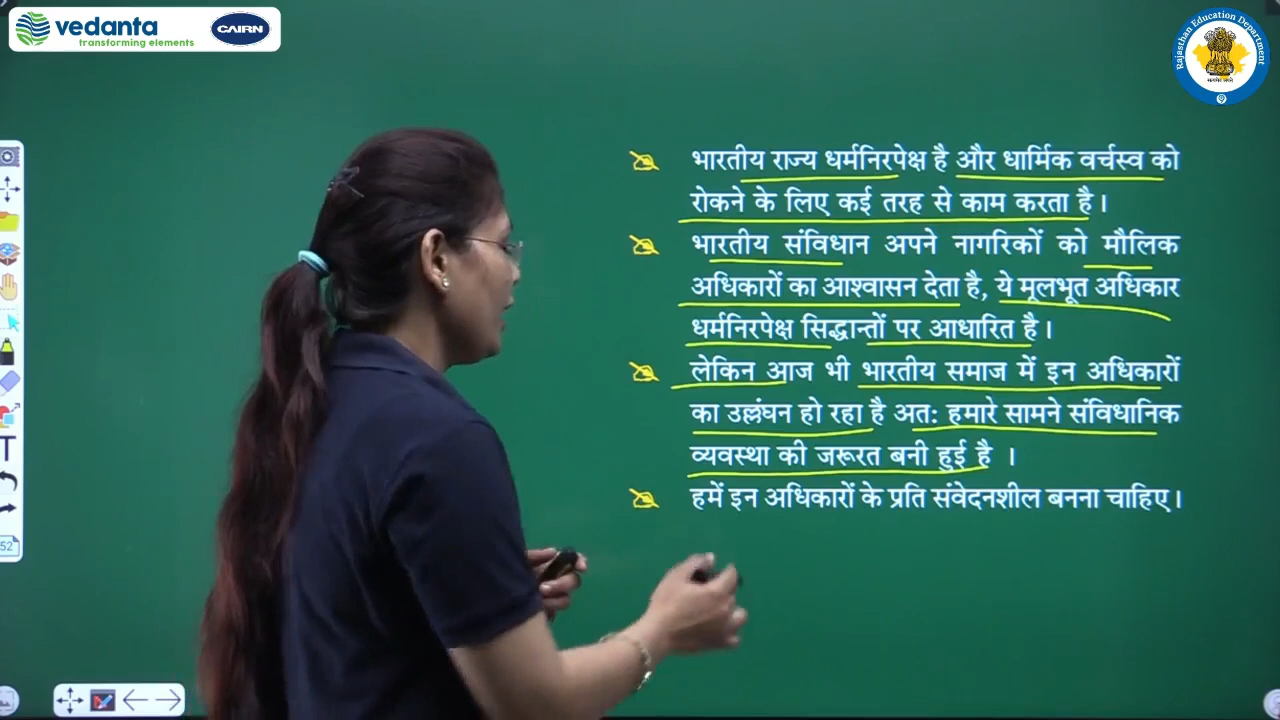 vedanta
transforming elements
CAIRN
Rajasthan Education Department
भारतीय राज्य धर्मनिरपेक्ष है और धार्मिक वर्चस्व को
रोकने के लिए कई तरह से काम करता है।
भारतीय संविधान अपने नागरिकों को मौलिक
अधिकारों का आश्वासन देता है, ये मूलभूत अधिकार
धर्मनिरपेक्ष सिद्धान्तों पर आधारित है।
लेकिन आज भी भारतीय समाज में इन अधिकारों
का उल्लंघन हो रहा है अत: हमारे सामने संविधानिक
व्यवस्था की जरूरत बनी हुई है ।
हमें इन अधिकारों के प्रति संवेदनशील बनना चाहिए।
T
52